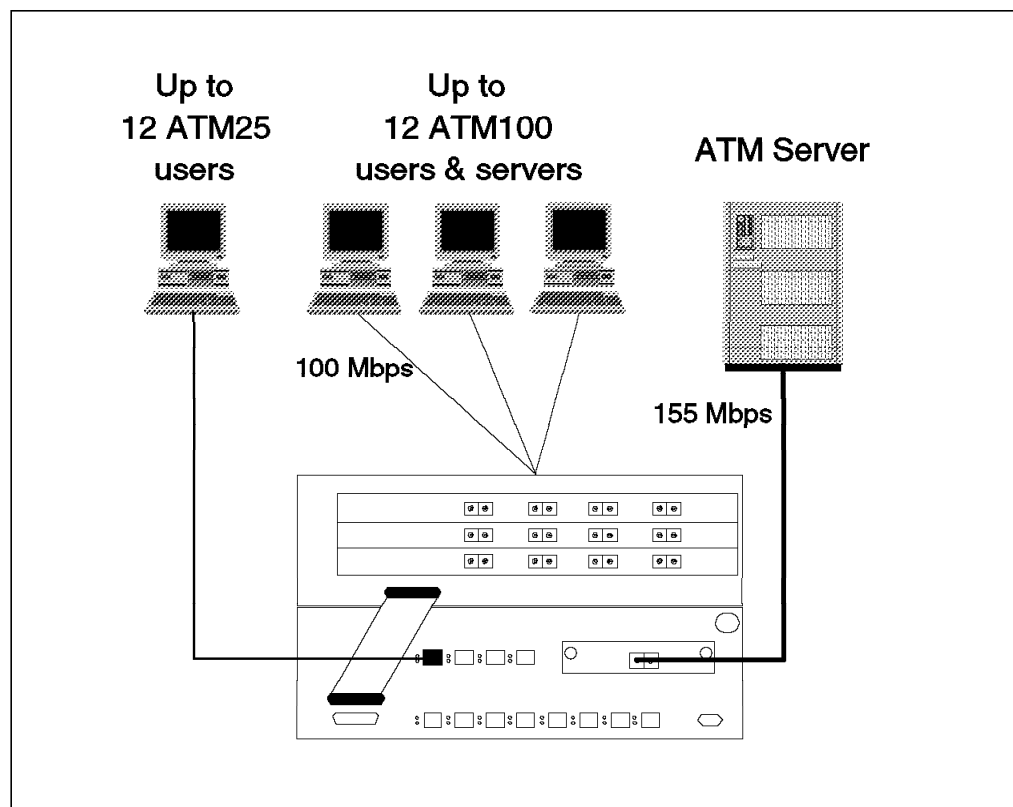 Up to
12 ATM25
users
Up to
12 ATM100
users & servers
ATM Server
100 Mbps
155 Mbps